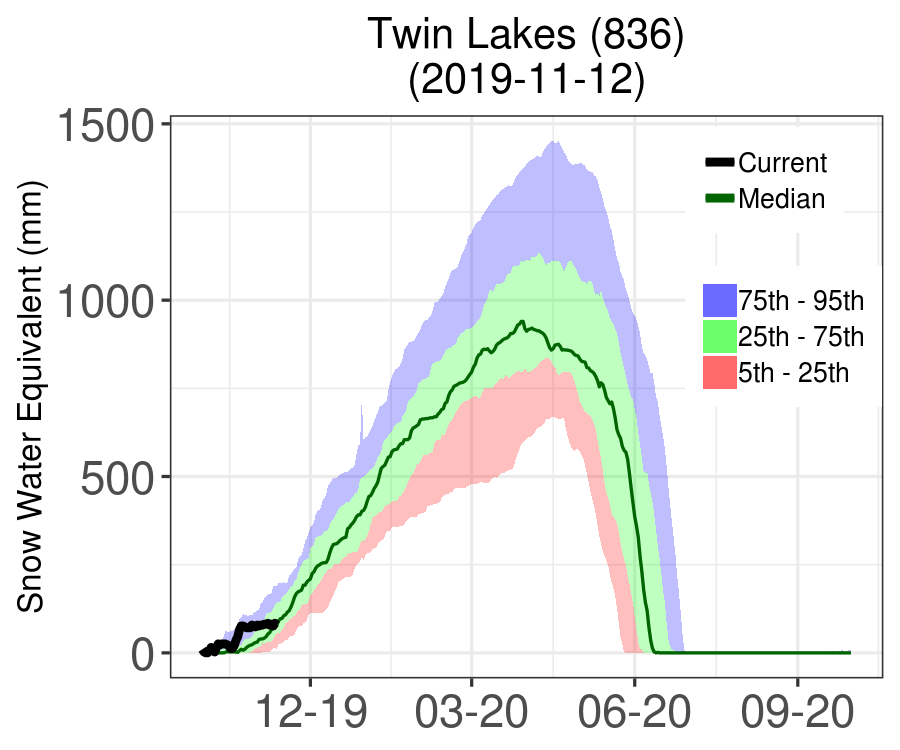 Twin Lakes (836)
(2019-11-12)
Snow Water Equivalent (mm)
1500
1000
500
0
12-19
03-20
06-20
09-20
Current
Median
75th - 95th
25th - 75th
5th - 25th